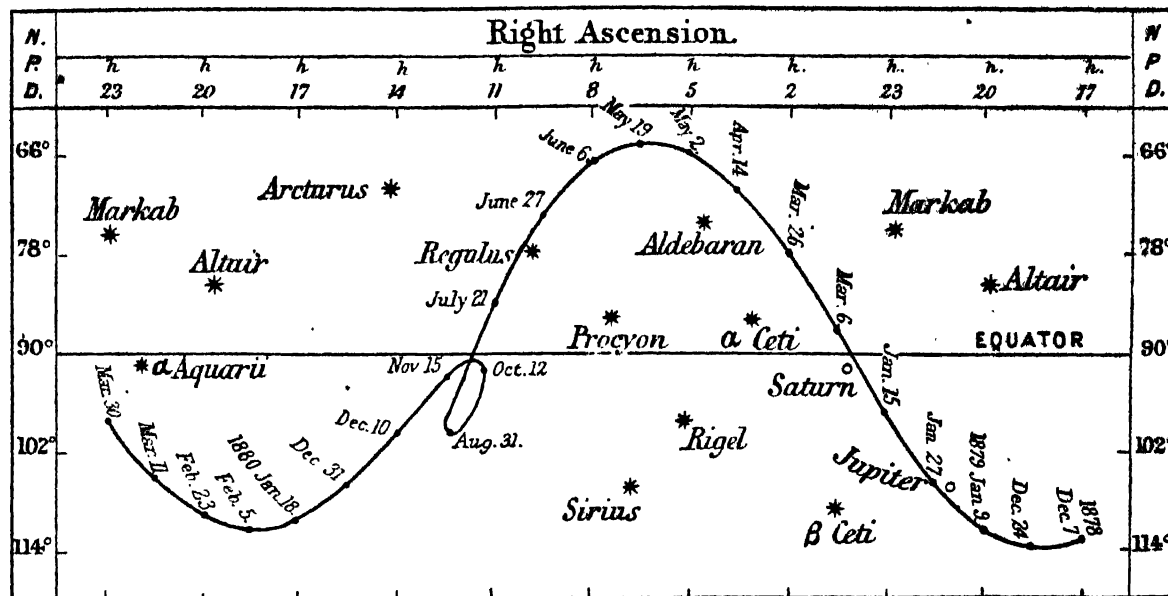 Right Ascension.
N. P. D.
N P D.
h h h h h h h h. h. h. h.
23 20 17 14 11 8 5 2 23 20 17
66° 66°
78° 78°
90° 90°
102° 102°
114° 114°
May 19
May 2.
June 6
Apr. 14
Arcturus
June 27
Markab
Markab
Mar. 26
Regulus
Aldebaran
Altair
Altair
July 21
Mar. 6
Procyon
α Ceti
EQUATOR
α Aquarii
Nov 15
Oct. 12
Saturn
Jan. 15
Mar. 30
Dec. 10
Aug. 31.
Rigel
Mar. 11
Feb. 23
Feb. 5.
1880 Jan. 18.
Dec. 31
Jupiter
Jan. 27
1879 Jan. 9
Dec. 24
1878
Dec. 7
Sirius
β Ceti